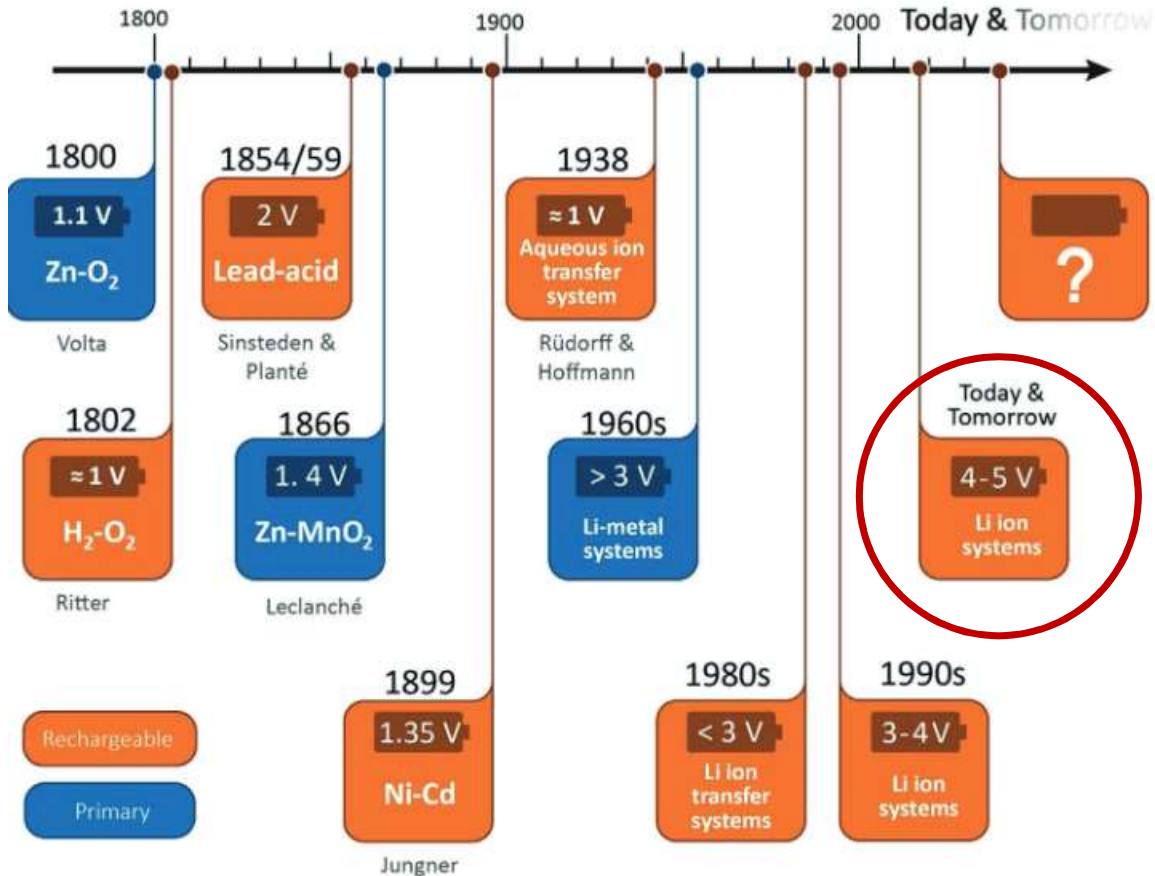 1800
1900
2000
Today & Tomorrow
1800
1.1 V
Zn-O₂
Volta
1854/59
2 V
Lead-acid
Sinsteden &
Planté
1938
≈ 1 V
Aqueous ion
transfer
system
Rüdorff &
Hoffmann
?
1802
≈ 1 V
H₂-O₂
Ritter
1866
1. 4 V
Zn-MnO₂
Leclanché
1960s
> 3 V
Li-metal
systems
Today &
Tomorrow
4-5 V
Li ion
systems
1899
1.35 V
Ni-Cd
Jungner
1980s
< 3 V
Li ion
transfer
systems
1990s
3-4 V
Li ion
systems
Rechargeable
Primary